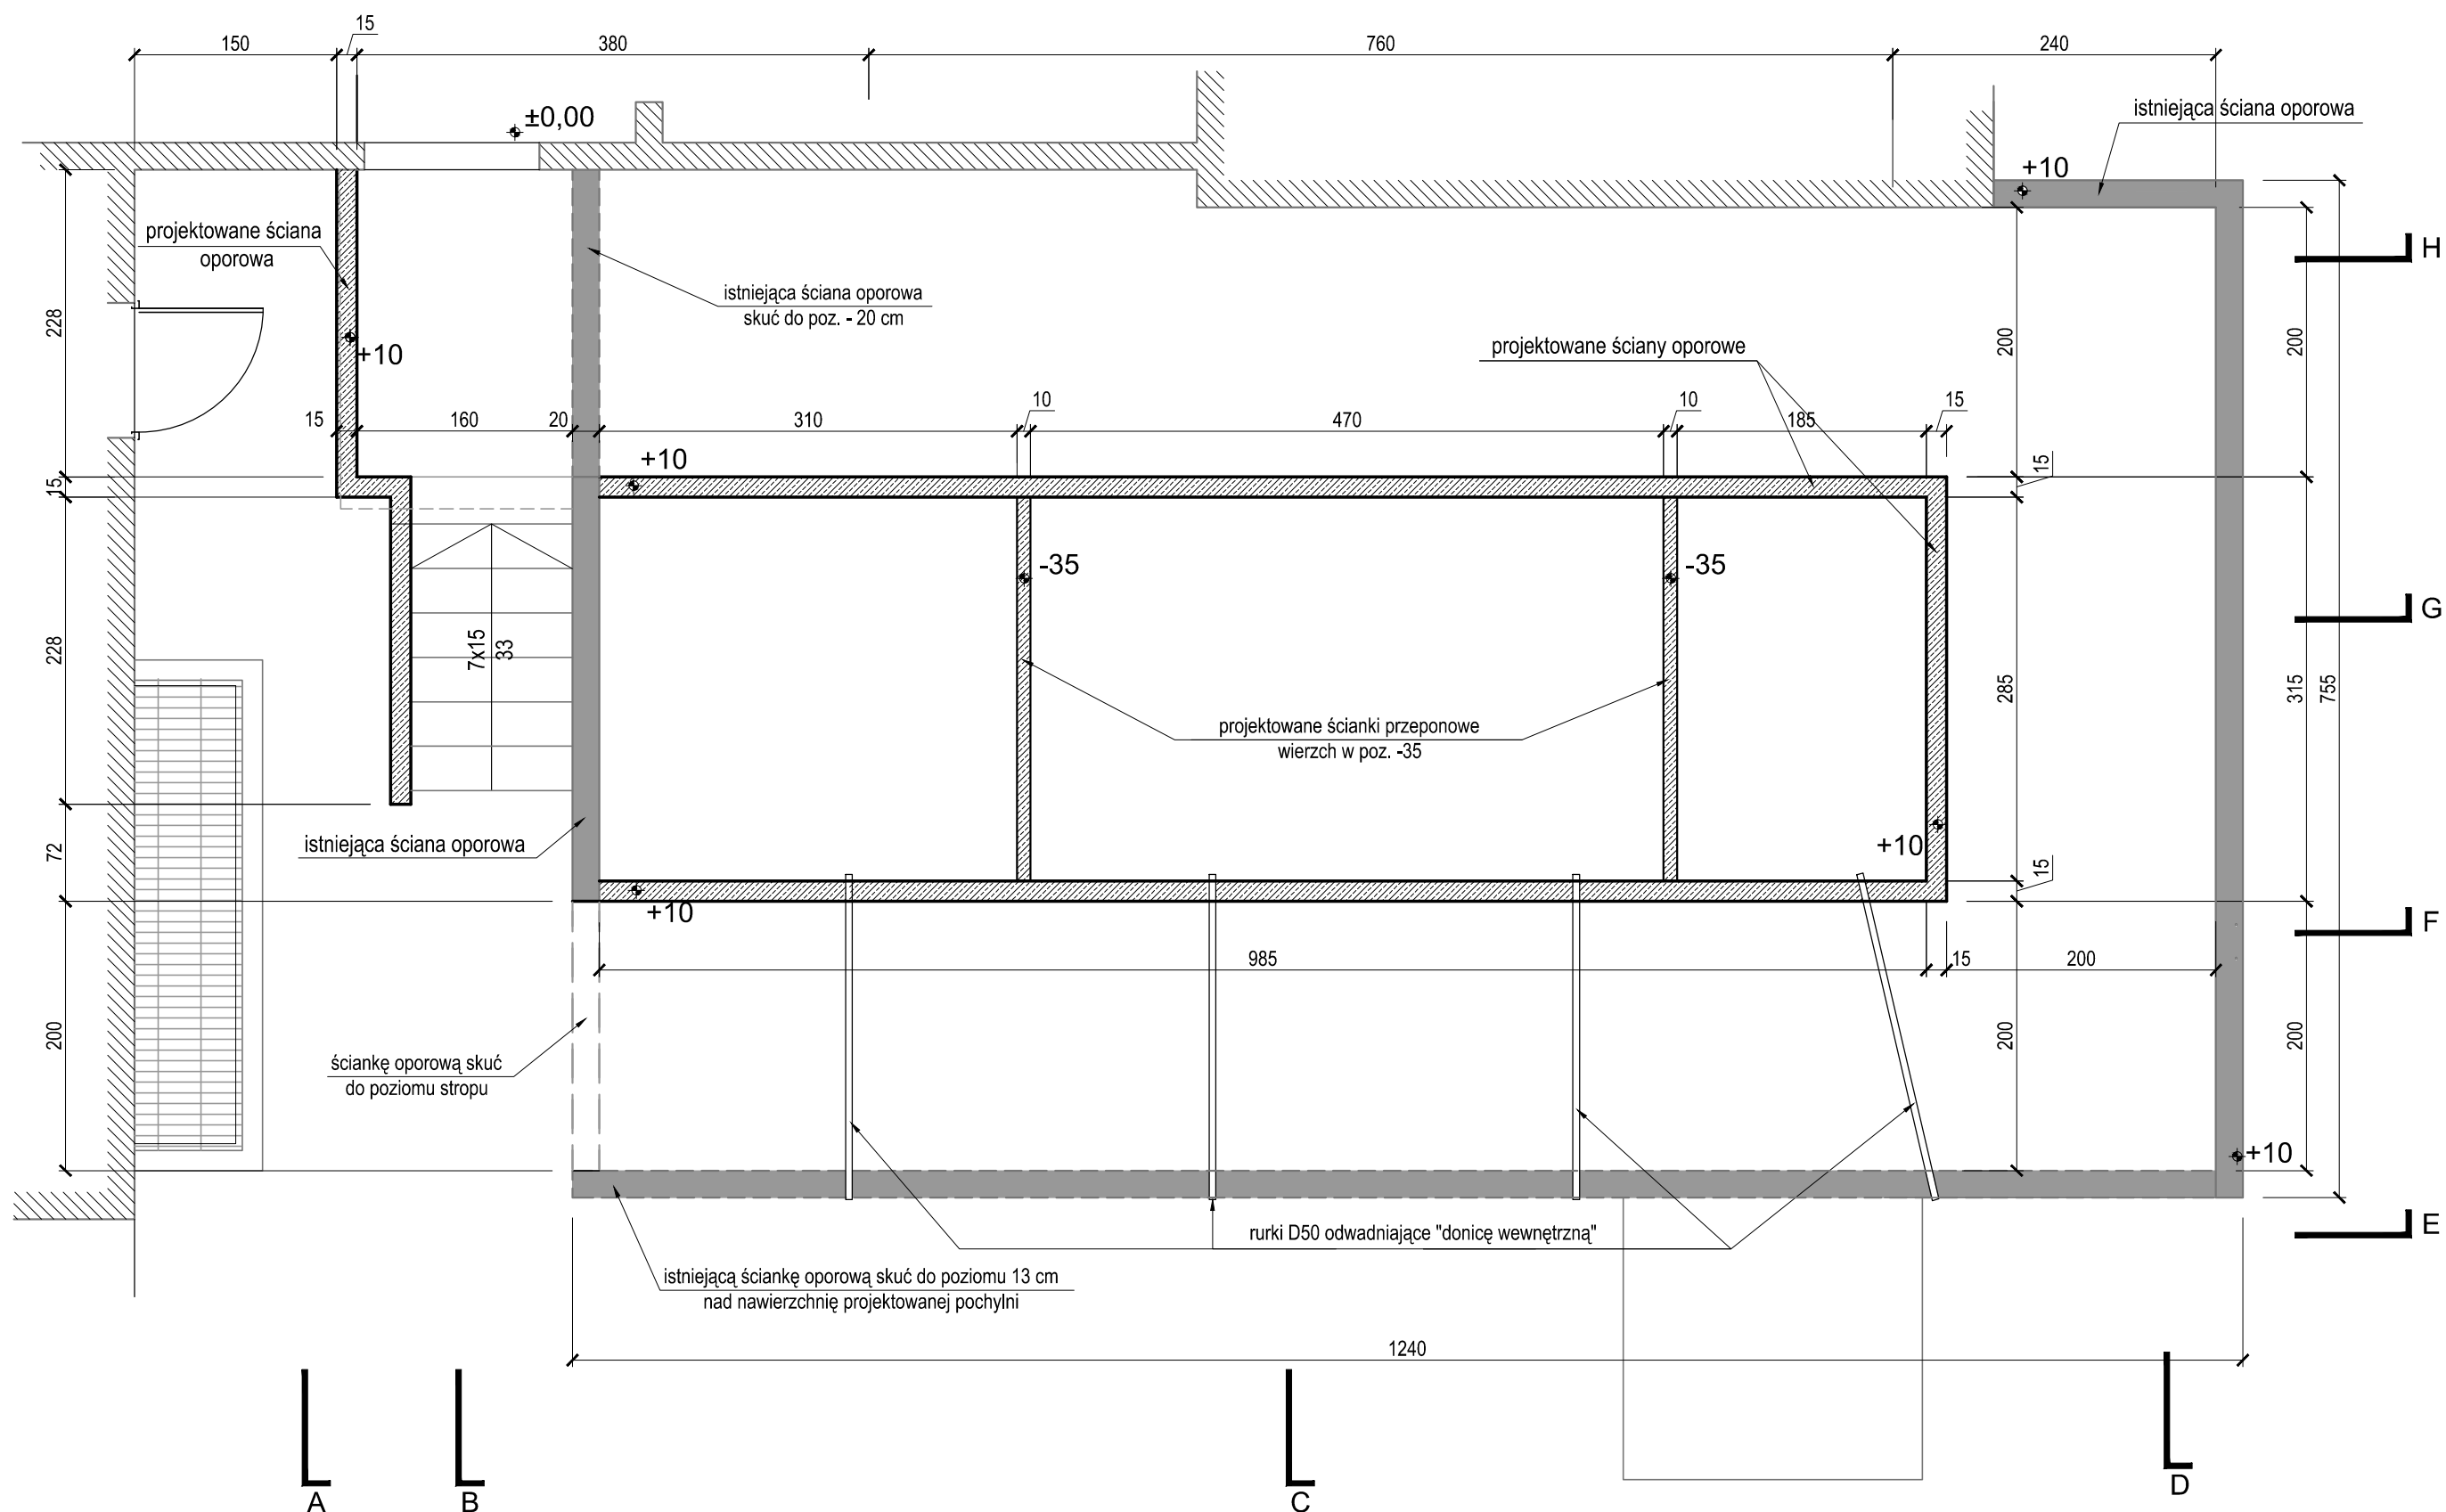 15
150
380
760
240
±0,00
istniejąca ściana oporowa
+10
projektowane ściana
oporowa
H
istniejąca ściana oporowa
skuć do poz. - 20 cm
228
200
200
+10
projektowane ściany oporowe
15
160
20
310
10
470
10
185
15
+10
15
15
-35
-35
G
7x15
33
228
285
315
755
projektowane ścianki przeponowe
wierzch w poz. -35
istniejąca ściana oporowa
72
+10
15
+10
F
985
15
200
200
200
200
ściankę oporową skuć
do poziomu stropu
+10
E
rurki D50 odwadniające "donicę wewnętrzną"
istniejącą ściankę oporową skuć do poziomu 13 cm
nad nawierzchnię projektowanej pochylni
1240
A
B
C
D